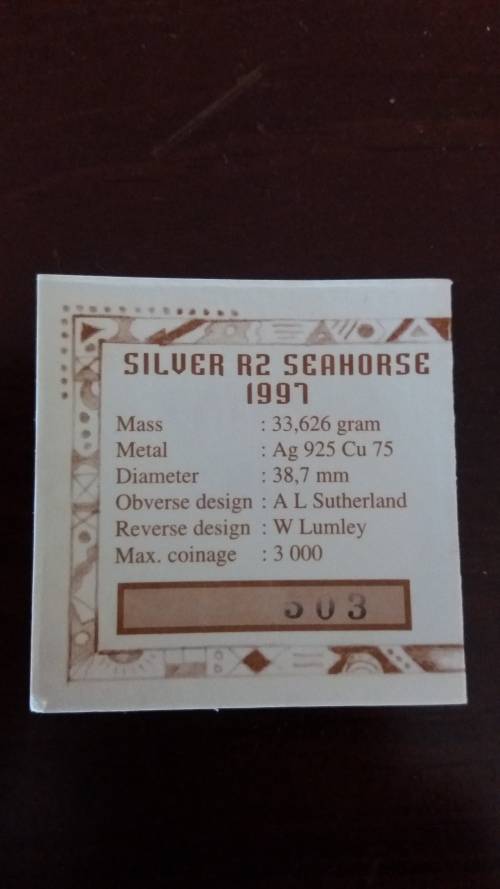 SILVER R2 SEAHORSE
1997
Mass : 33,626 gram
Metal : Ag 925 Cu 75
Diameter : 38,7 mm
Obverse design : A L Sutherland
Reverse design : W Lumley
Max. coinage : 3 000
503